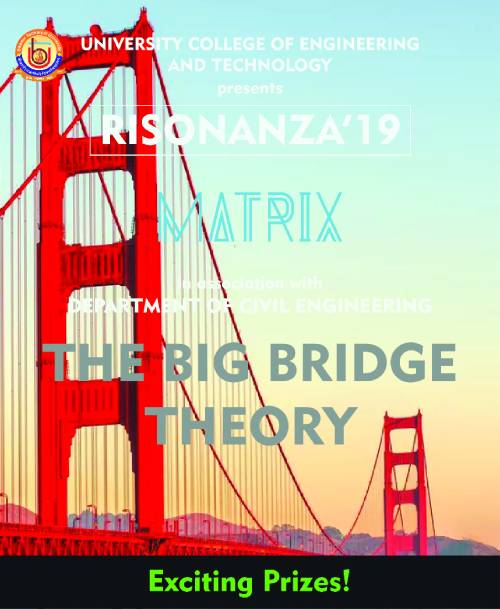 UNIVERSITY COLLEGE OF ENGINEERING
AND TECHNOLOGY
presents
RISONANZA'19
MATRIX
in association with
DEPARTMENT OF CIVIL ENGINEERING
THE BIG BRIDGE
THEORY
Exciting Prizes!